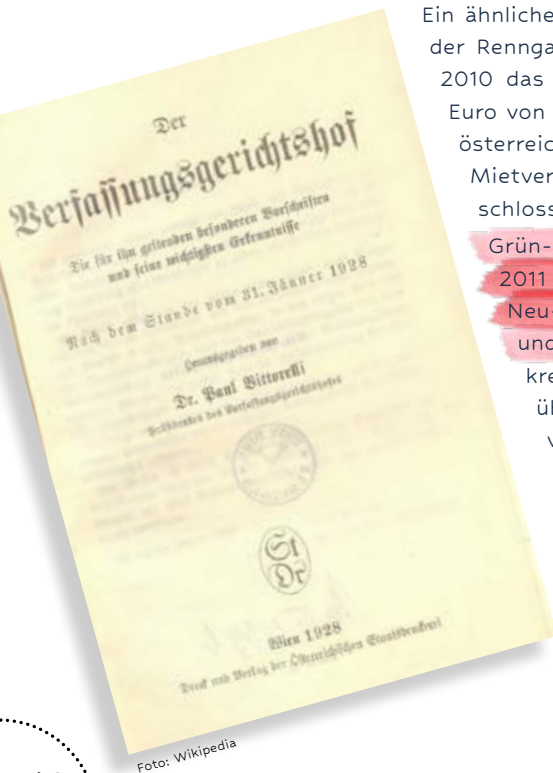 Ein ähnliche
der Rennga
2010 das
Euro von
österreic
Mietver
schloss
Grün-
2011
Neu-
und
kre
üb
v
Der
Verfassungsgerichtshof
Die für ihn geltenden besonderen Vorschriften
und seine wichtigsten Erkenntnisse
Nach dem Stande vom 31. Jänner 1928
Herausgegeben von
Dr. Paul Vittorelli
Präsidenten des Verfassungsgerichtshofes
St
Dr
Wien 1928
Druck und Verlag der Österreichischen Staatsdruckerei
Foto: Wikipedia